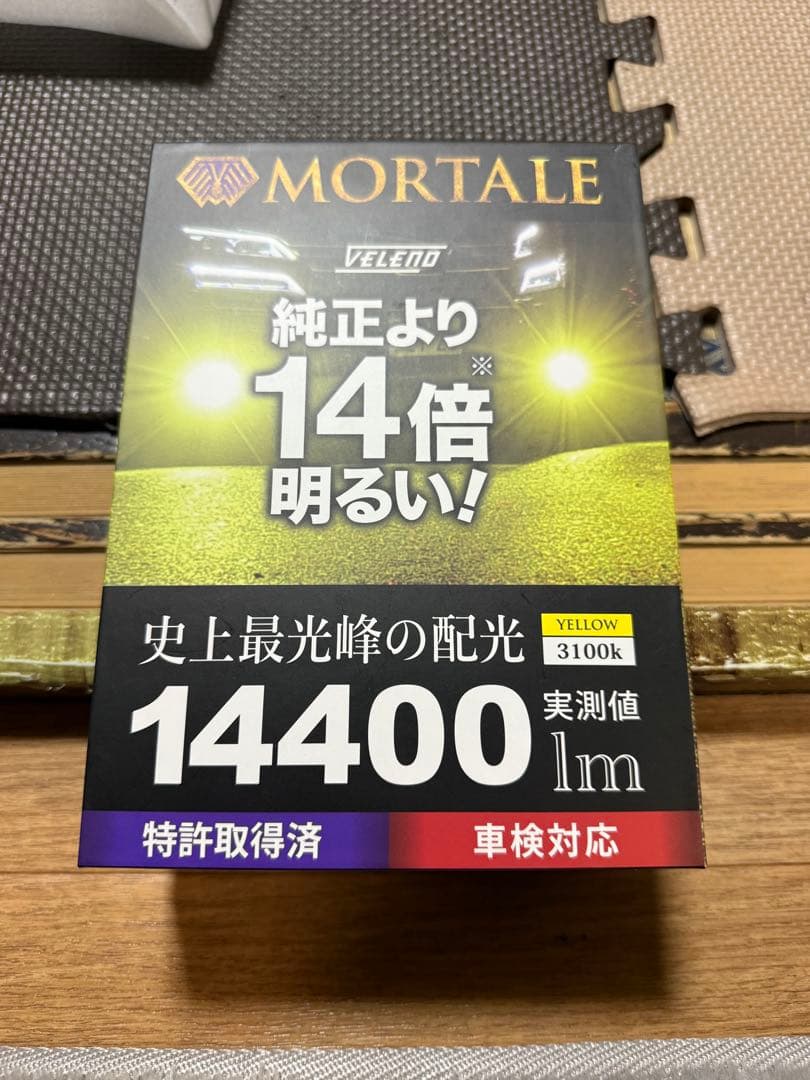 MORTALE
VELENO
純正より
14倍※
明るい!
史上最光峰の配光
YELLOW
3100k
14400
実測値
lm
特許取得済
車検対応